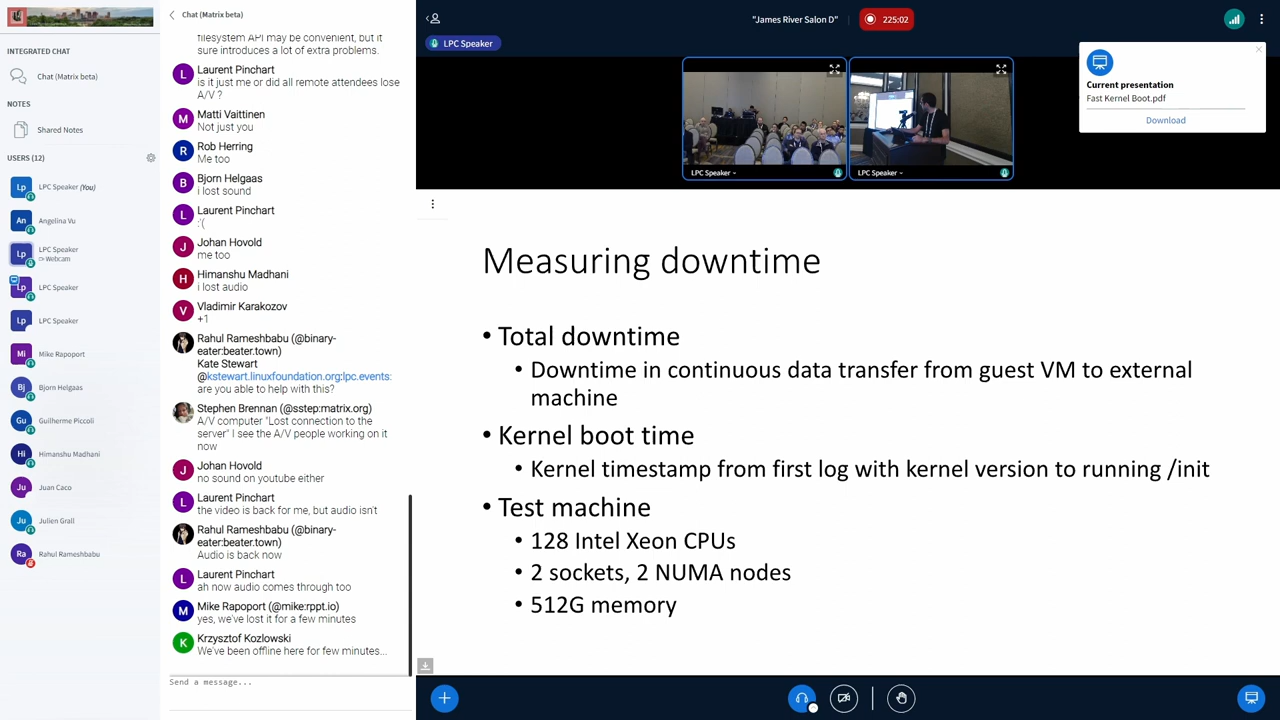 INTEGRATED CHAT
Chat (Matrix beta)
NOTES
Shared Notes
USERS (12)
Lp LPC Speaker (You)
An Angelina Vu
Lp LPC Speaker
Webcam
Lp LPC Speaker
Lp LPC Speaker
Mi Mike Rapoport
Bj Bjorn Helgaas
Gu Guilherme Piccoli
Hi Himanshu Madhani
Ju Juan Caco
Ju Julien Grall
Ra Rahul Rameshbabu
Chat (Matrix beta)
filesystem API may be convenient, but it
sure introduces a lot of extra problems.
L Laurent Pinchart
is it just me or did all remote attendees lose
A/V ?
M Matti Vaittinen
Not just you
R Rob Herring
Me too
B Bjorn Helgaas
i lost sound
L Laurent Pinchart
:'(
J Johan Hovold
me too
H Himanshu Madhani
i lost audio
V Vladimir Karakozov
+1
Rahul Rameshbabu (@binary-
eater:beater.town)
Kate Stewart
@kstewart.linuxfoundation.org:lpc.events:
are you able to help with this?
Stephen Brennan (@sstep:matrix.org)
A/V computer "Lost connection to the
server" I see the A/V people working on it
now
J Johan Hovold
no sound on youtube either
L Laurent Pinchart
the video is back for me, but audio isn't
Rahul Rameshbabu (@binary-
eater:beater.town)
Audio is back now
L Laurent Pinchart
ah now audio comes through too
M Mike Rapoport (@mike:rppt.io)
yes, we've lost it for a few minutes
K Krzysztof Kozlowski
We've been offline here for few minutes...
Send a message...
"James River Salon D"
225:02
LPC Speaker
LPC Speaker
LPC Speaker
Current presentation
Fast Kernel Boot.pdf
Download
Measuring downtime
• Total downtime
• Downtime in continuous data transfer from guest VM to external
machine
• Kernel boot time
• Kernel timestamp from first log with kernel version to running /init
• Test machine
• 128 Intel Xeon CPUs
• 2 sockets, 2 NUMA nodes
• 512G memory